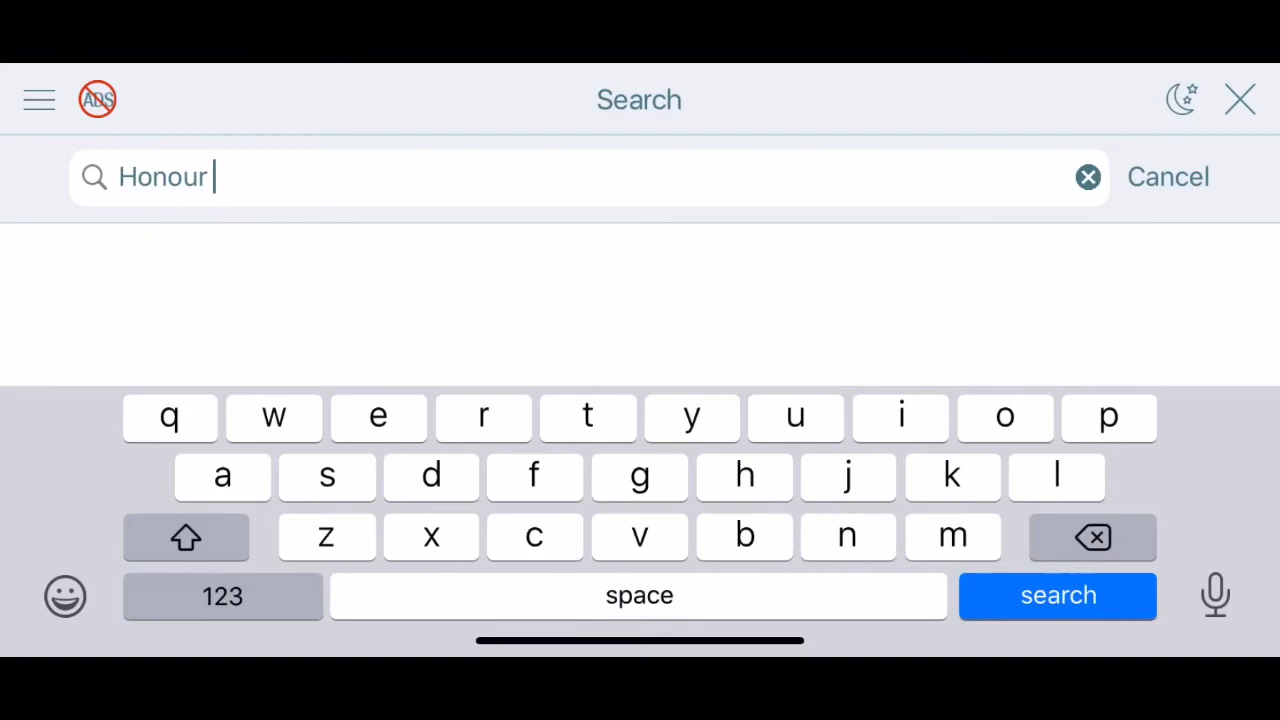 ADS Search
Honour Cancel
q w e r t y u i o p
a s d f g h j k l
z x c v b n m
123 space search